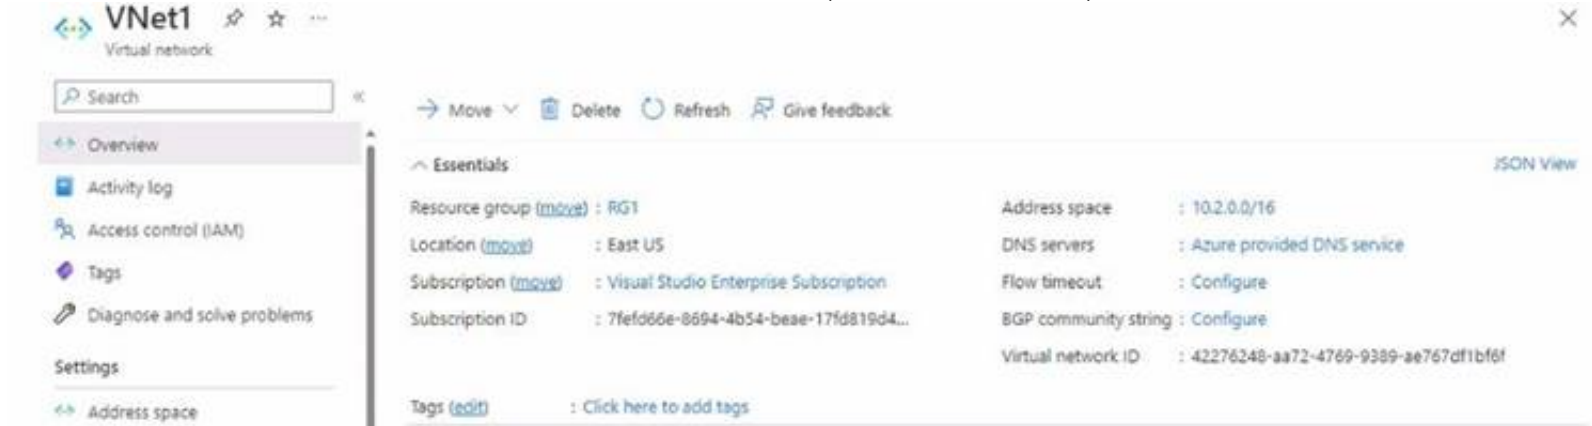 VNet1
Virtual network
Search
Overview
Activity log
Access control (IAM)
Tags
Diagnose and solve problems
Settings
Address space
Move
Delete
Refresh
Give feedback
Essentials
JSON View
Resource group (move) : RG1
Location (move) : East US
Subscription (move) : Visual Studio Enterprise Subscription
Subscription ID : 7fefd66e-8694-4b54-beae-17fd819d4...
Address space : 10.2.0.0/16
DNS servers : Azure provided DNS service
Flow timeout : Configure
BGP community string : Configure
Virtual network ID : 42276248-aa72-4769-9389-ae767df1bf6f
Tags (edit) : Click here to add tags